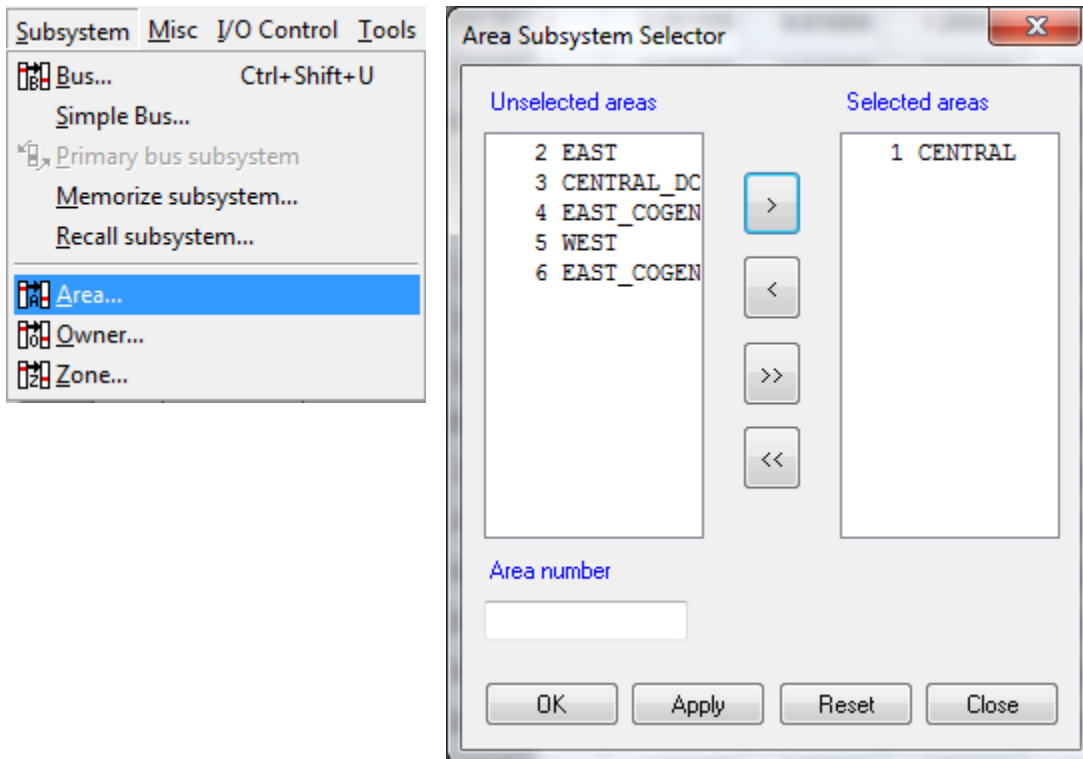 Subsystem Misc I/O Control Tools
Bus... Ctrl+Shift+U
Simple Bus...
Primary bus subsystem
Memorize subsystem...
Recall subsystem...
Area...
Owner...
Zone...
Area Subsystem Selector
Unselected areas
2 EAST
3 CENTRAL_DC
4 EAST_COGEN
5 WEST
6 EAST_COGEN
>
<
>>
<<
Selected areas
1 CENTRAL
Area number
OK Apply Reset Close